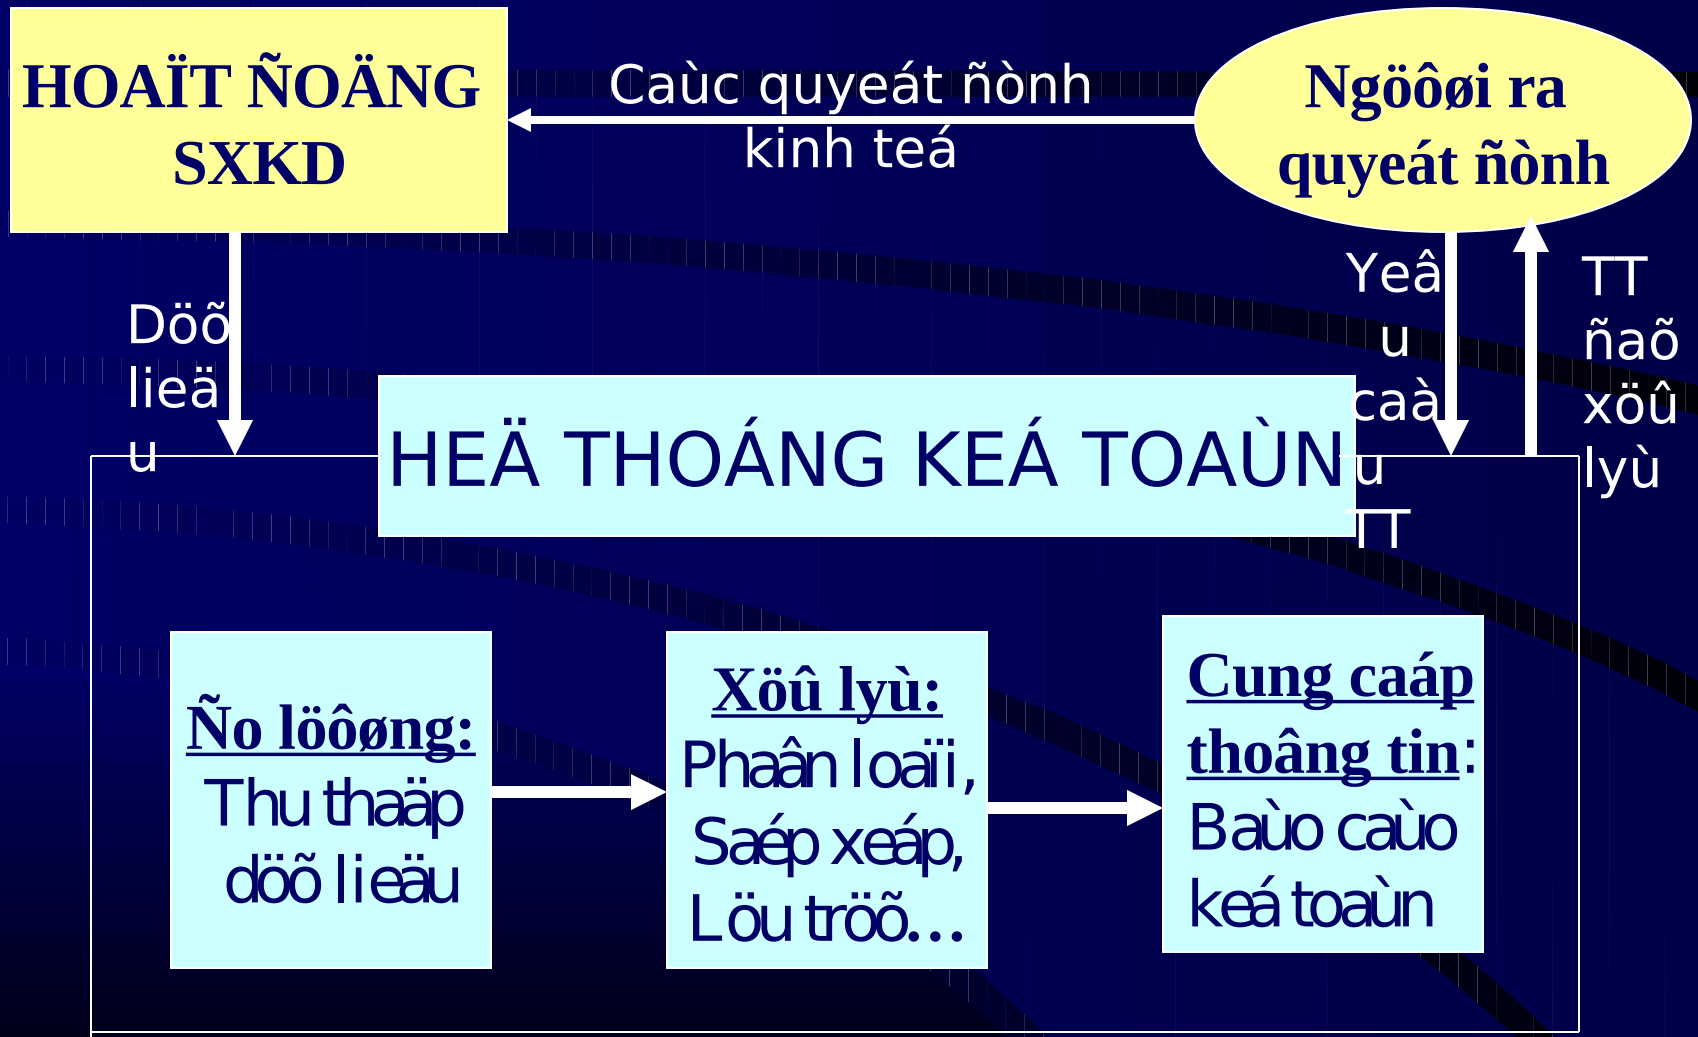 HOAÏT ÑOÄNG
SXKD
Caùc quyeát ñònh
kinh teá
Ngöôøi ra
quyeát ñònh
Döõ
lieä
u
Yeâ
u
caà
u
TT
TT
ñaõ
xöû
lyù
HEÄ THOÁNG KEÁ TOAÙN
Ño löôøng:
Thu thaäp
döõ lieäu
Xöû lyù:
Phaân loaïi,
Saép xeáp,
Löu tröõ…
Cung caáp
thoâng tin:
Baùo caùo
keá toaùn